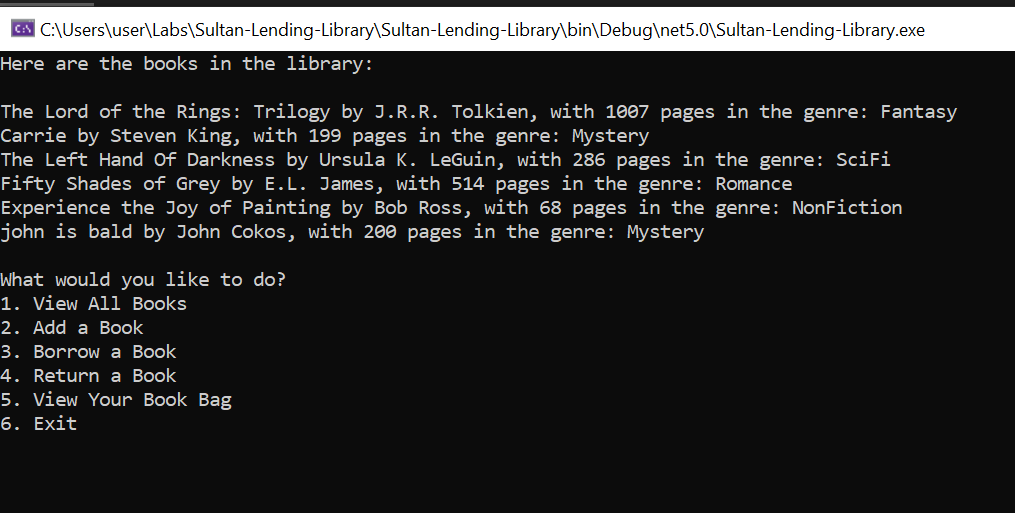 C:\Users\user\Labs\Sultan-Lending-Library\Sultan-Lending-Library\bin\Debug\net5.0\Sultan-Lending-Library.exe
Here are the books in the library:
The Lord of the Rings: Trilogy by J.R.R. Tolkien, with 1007 pages in the genre: Fantasy
Carrie by Steven King, with 199 pages in the genre: Mystery
The Left Hand Of Darkness by Ursula K. LeGuin, with 286 pages in the genre: SciFi
Fifty Shades of Grey by E.L. James, with 514 pages in the genre: Romance
Experience the Joy of Painting by Bob Ross, with 68 pages in the genre: NonFiction
john is bald by John Cokos, with 200 pages in the genre: Mystery
What would you like to do?
1. View All Books
2. Add a Book
3. Borrow a Book
4. Return a Book
5. View Your Book Bag
6. Exit